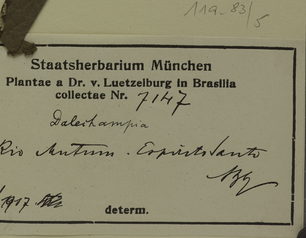 119-83/5
Staatsherbarium München
Plantae a Dr. v. Luetzelburg in Brasilia
collectae Nr. 7147
Dalechampia
Rio Mutum. Espirito Santo
1917
determ.